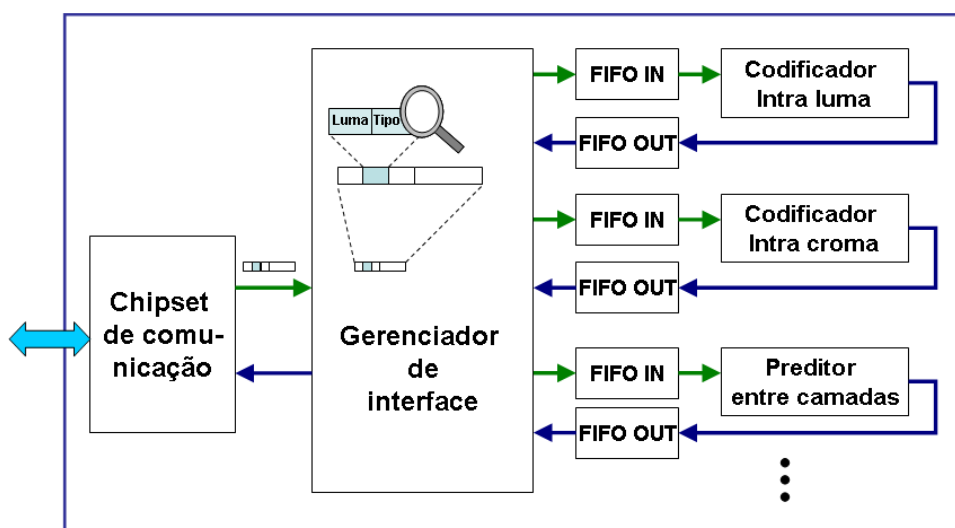 FIFO IN
Codificador
Intra luma
Luma
Tipo
FIFO OUT
FIFO IN
Codificador
Intra croma
FIFO OUT
Chipset
de comu-
nicação
Gerenciador
de
interface
FIFO IN
Preditor
entre camadas
FIFO OUT